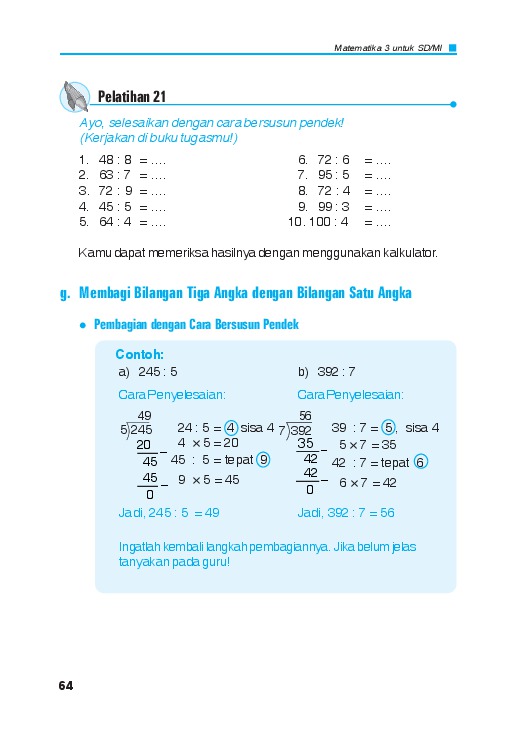 Matematika 3 untuk SD/MI
Pelatihan 21
Ayo, selesaikan dengan cara bersusun pendek!
(Kerjakan di buku tugasmu!)
1. 48 : 8 = ....
2. 63 : 7 = ....
3. 72 : 9 = ....
4. 45 : 5 = ....
5. 64 : 4 = ....
6. 72 : 6 = ....
7. 95 : 5 = ....
8. 72 : 4 = ....
9. 99 : 3 = ....
10. 100 : 4 = ....
Kamu dapat memeriksa hasilnya dengan menggunakan kalkulator.
g. Membagi Bilangan Tiga Angka dengan Bilangan Satu Angka
• Pembagian dengan Cara Bersusun Pendek
Contoh:
a) 245 : 5
Cara Penyelesaian:
49
5)245 24 : 5 = 4 sisa 4
20 4 × 5 = 20
–
45 45 : 5 = tepat 9
45 9 × 5 = 45
–
0
Jadi, 245 : 5 = 49
b) 392 : 7
Cara Penyelesaian:
56
7)392 39 : 7 = 5, sisa 4
35 5 × 7 = 35
–
42 42 : 7 = tepat 6
42 6 × 7 = 42
–
0
Jadi, 392 : 7 = 56
Ingatlah kembali langkah pembagiannya. Jika belum jelas
tanyakan pada guru!
64